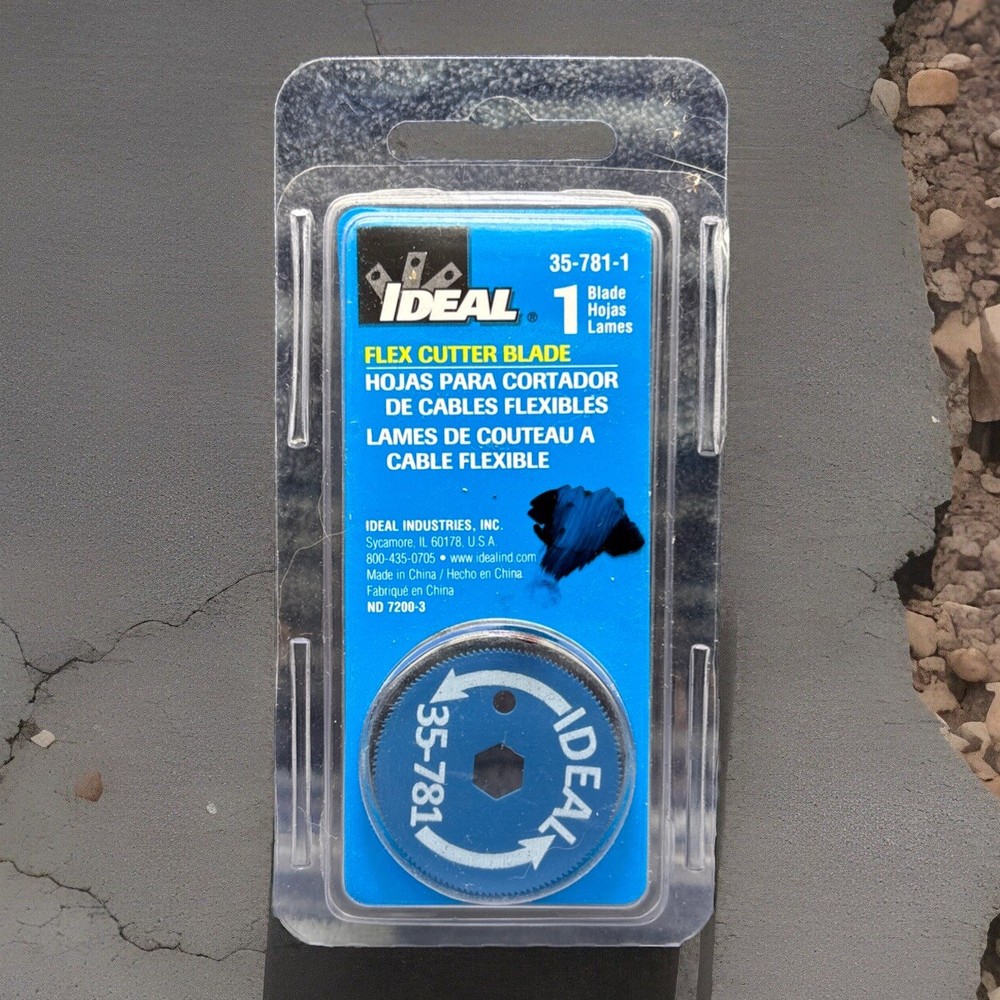 IDEAL®
35-781-1
1 Blade
Hojas
Lames
FLEX CUTTER BLADE
HOJAS PARA CORTADOR
DE CABLES FLEXIBLES
LAMES DE COUTEAU A
CABLE FLEXIBLE
IDEAL INDUSTRIES, INC.
Sycamore, IL 60178, U.S.A.
800-435-0705 • www.idealind.com
Made in China / Hecho en China
Fabriqué en China
ND 7200-3
IDEAL
35-781